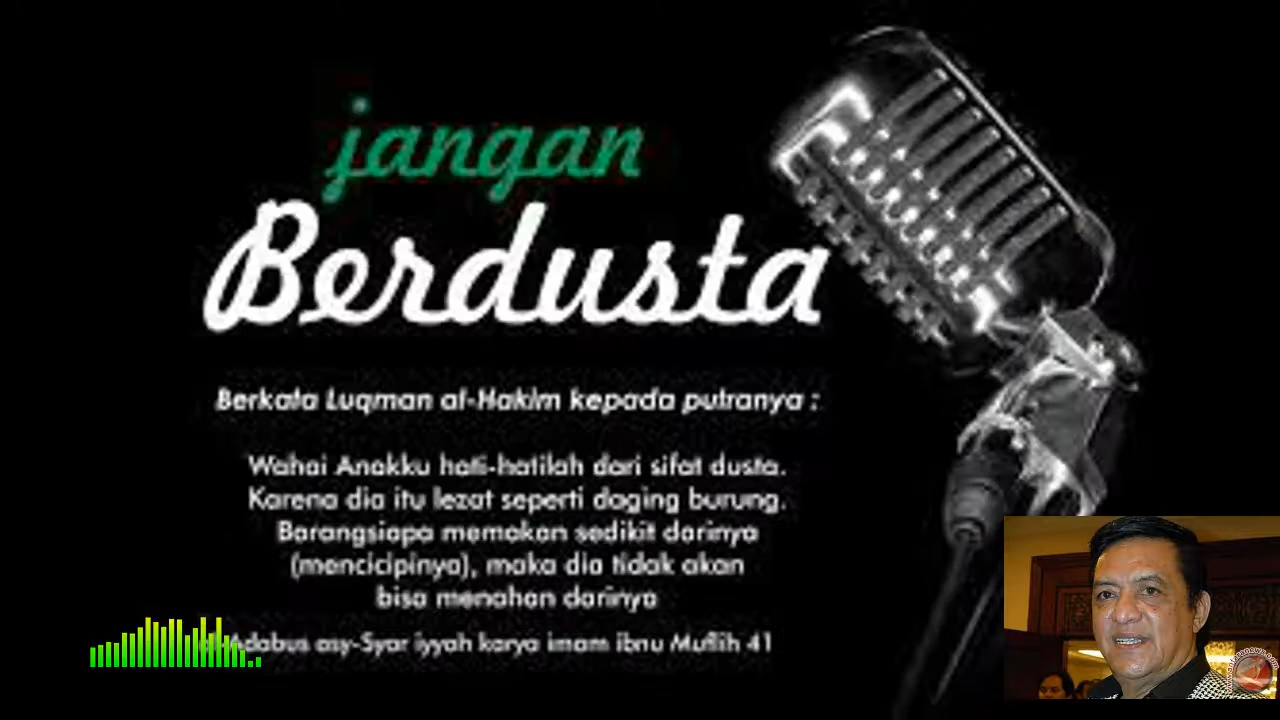 jangan
Berdusta
Berkata Luqman al-Hakim kepada putranya :
Wahai Anakku hati-hatilah dari sifat dusta.
Karena dia itu lezat seperti daging burung.
Barangsiapa memakan sedikit darinya
(mencicipinya), maka dia tidak akan
bisa menahan darinya
Adabus asy-Syar iyyah karya imam ibnu Muflih 41